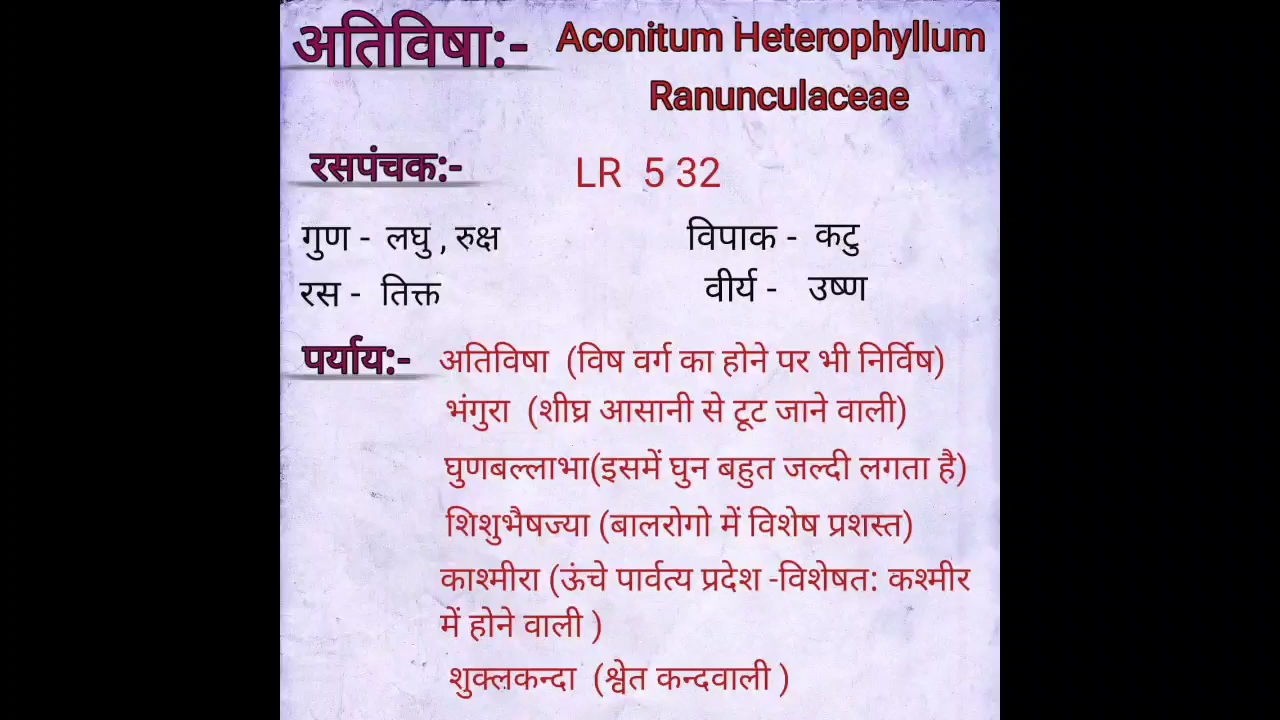 अतिविषा:- Aconitum Heterophyllum
Ranunculaceae
रसपंचक:- LR 5 32
गुण - लघु , रुक्ष विपाक - कटु
रस - तिक्त वीर्य - उष्ण
पर्याय:- अतिविषा (विष वर्ग का होने पर भी निर्विष)
भंगुरा (शीघ्र आसानी से टूट जाने वाली)
घुणबल्लाभा(इसमें घुन बहुत जल्दी लगता है)
शिशुभैषज्या (बालरोगो में विशेष प्रशस्त)
काश्मीरा (ऊंचे पार्वत्य प्रदेश -विशेषत: कश्मीर
में होने वाली )
शुक्लकन्दा (श्वेत कन्दवाली )